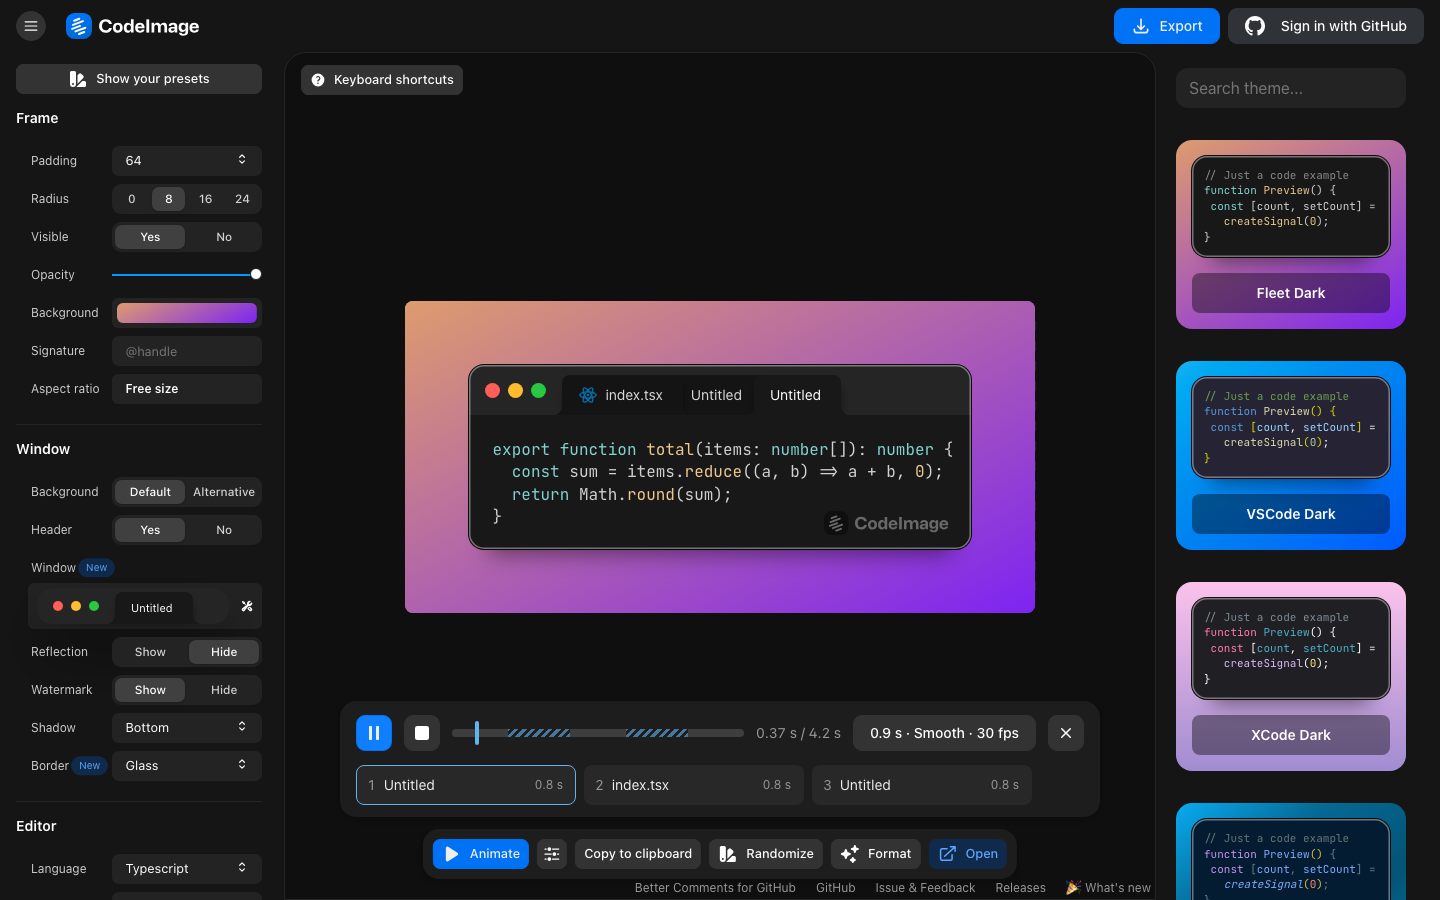 CodeImage
Export
Sign in with GitHub
Show your presets
Keyboard shortcuts
Search theme...
Frame
Padding
64
Radius
0 8 16 24
Visible
Yes No
Opacity
Background
Signature
@handle
Aspect ratio
Free size
Window
Background
Default Alternative
Header
Yes No
Window New
Untitled
Reflection
Show Hide
Watermark
Show Hide
Shadow
Bottom
Border New
Glass
Editor
Language
Typescript
index.tsx Untitled Untitled
export function total(items: number[]): number {
const sum = items.reduce((a, b) => a + b, 0);
return Math.round(sum);
}
CodeImage
0.37 s / 4.2 s
0.9 s · Smooth · 30 fps
1 Untitled 0.8 s
2 index.tsx 0.8 s
3 Untitled 0.8 s
Animate
Copy to clipboard
Randomize
Format
Open
Better Comments for GitHub GitHub Issue & Feedback Releases 🎉 What's new
// Just a code example
function Preview() {
const [count, setCount] =
createSignal(0);
}
Fleet Dark
// Just a code example
function Preview() {
const [count, setCount] =
createSignal(0);
}
VSCode Dark
// Just a code example
function Preview() {
const [count, setCount] =
createSignal(0);
}
XCode Dark
// Just a code example
function Preview() {
const [count, setCount] =
createSignal(0);